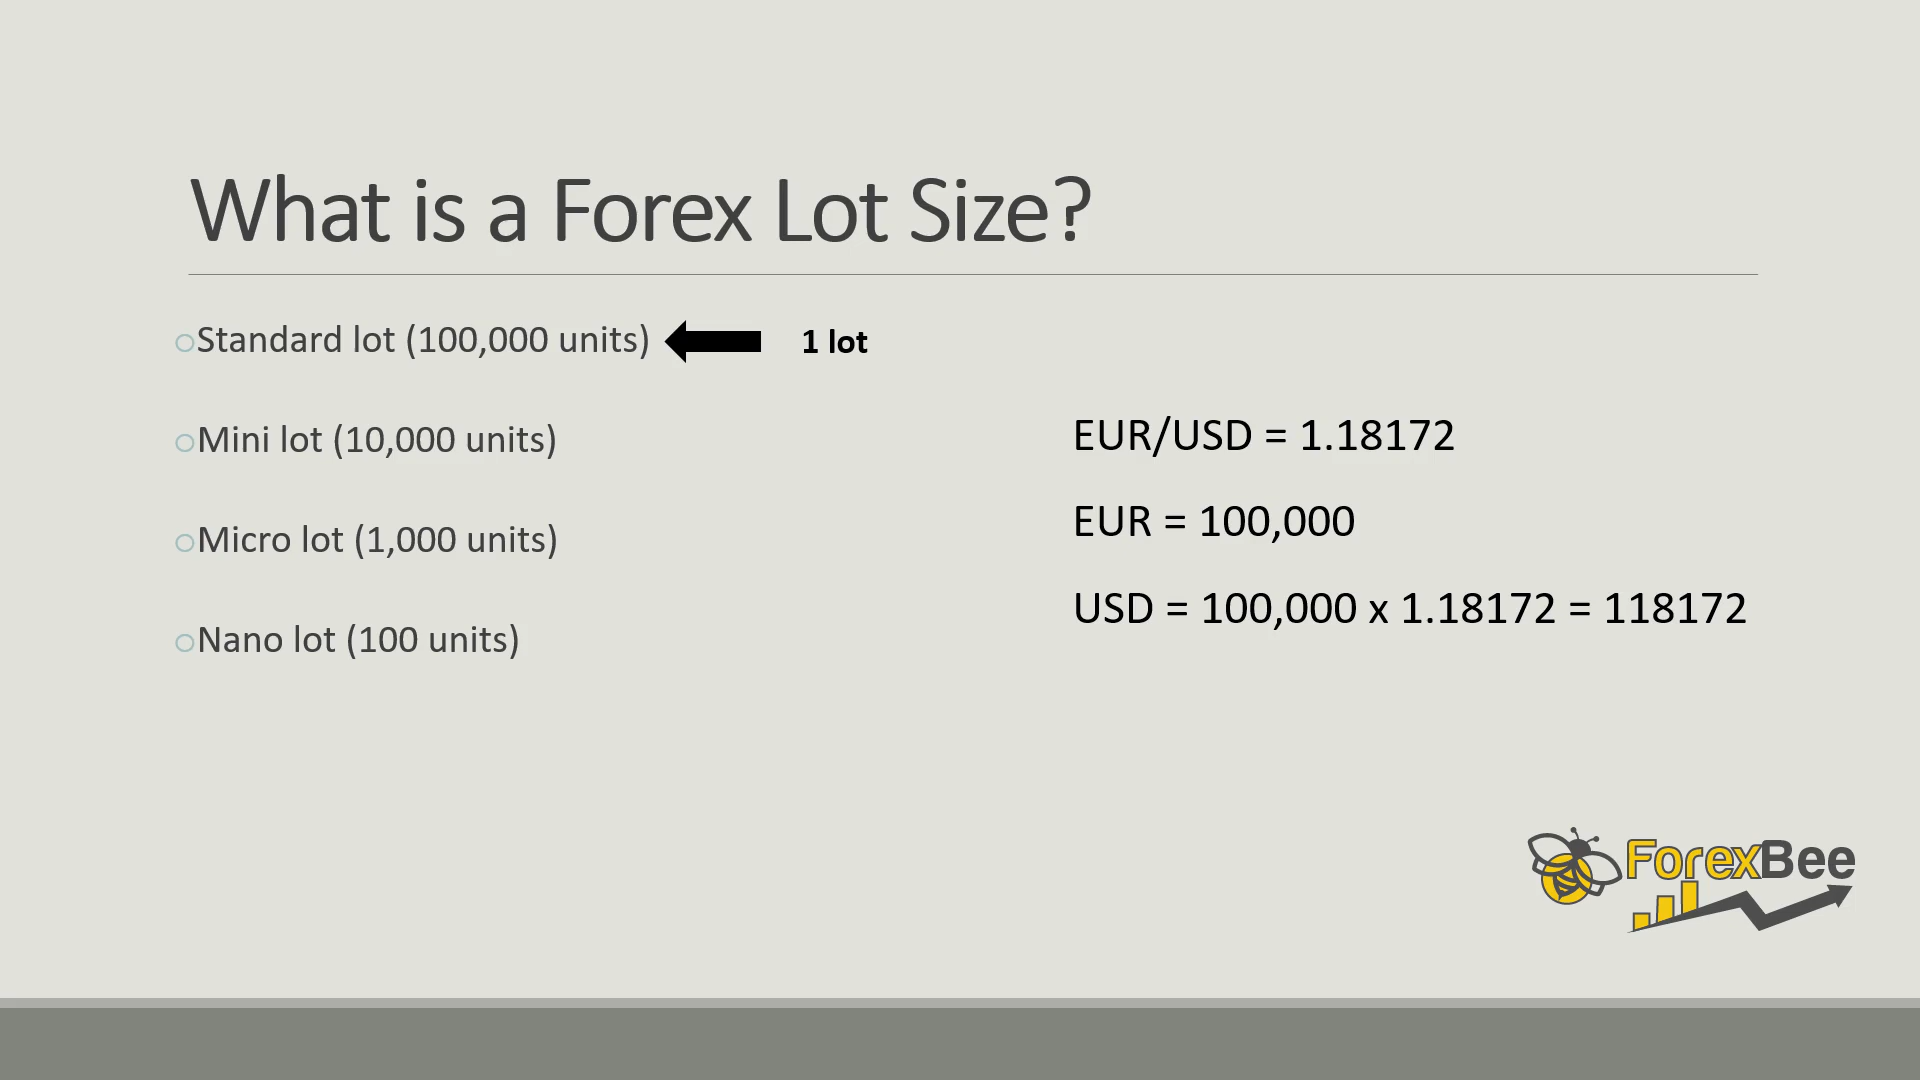 What is a Forex Lot Size?
Standard lot (100,000 units)
1 lot
Mini lot (10,000 units)
Micro lot (1,000 units)
Nano lot (100 units)
EUR/USD = 1.18172
EUR = 100,000
USD = 100,000 x 1.18172 = 118172
ForexBee